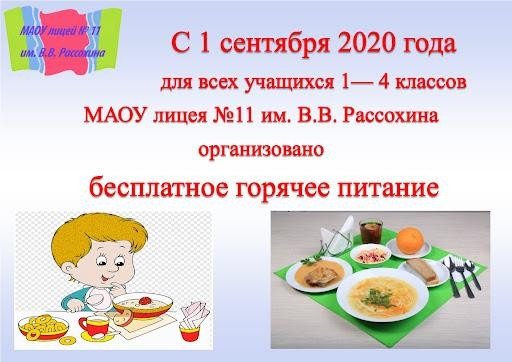 МАОУ лицей № 11
им. В.В. Рассохина
С 1 сентября 2020 года
для всех учащихся 1— 4 классов
МАОУ лицея №11 им. В.В. Рассохина
организовано
бесплатное горячее питание